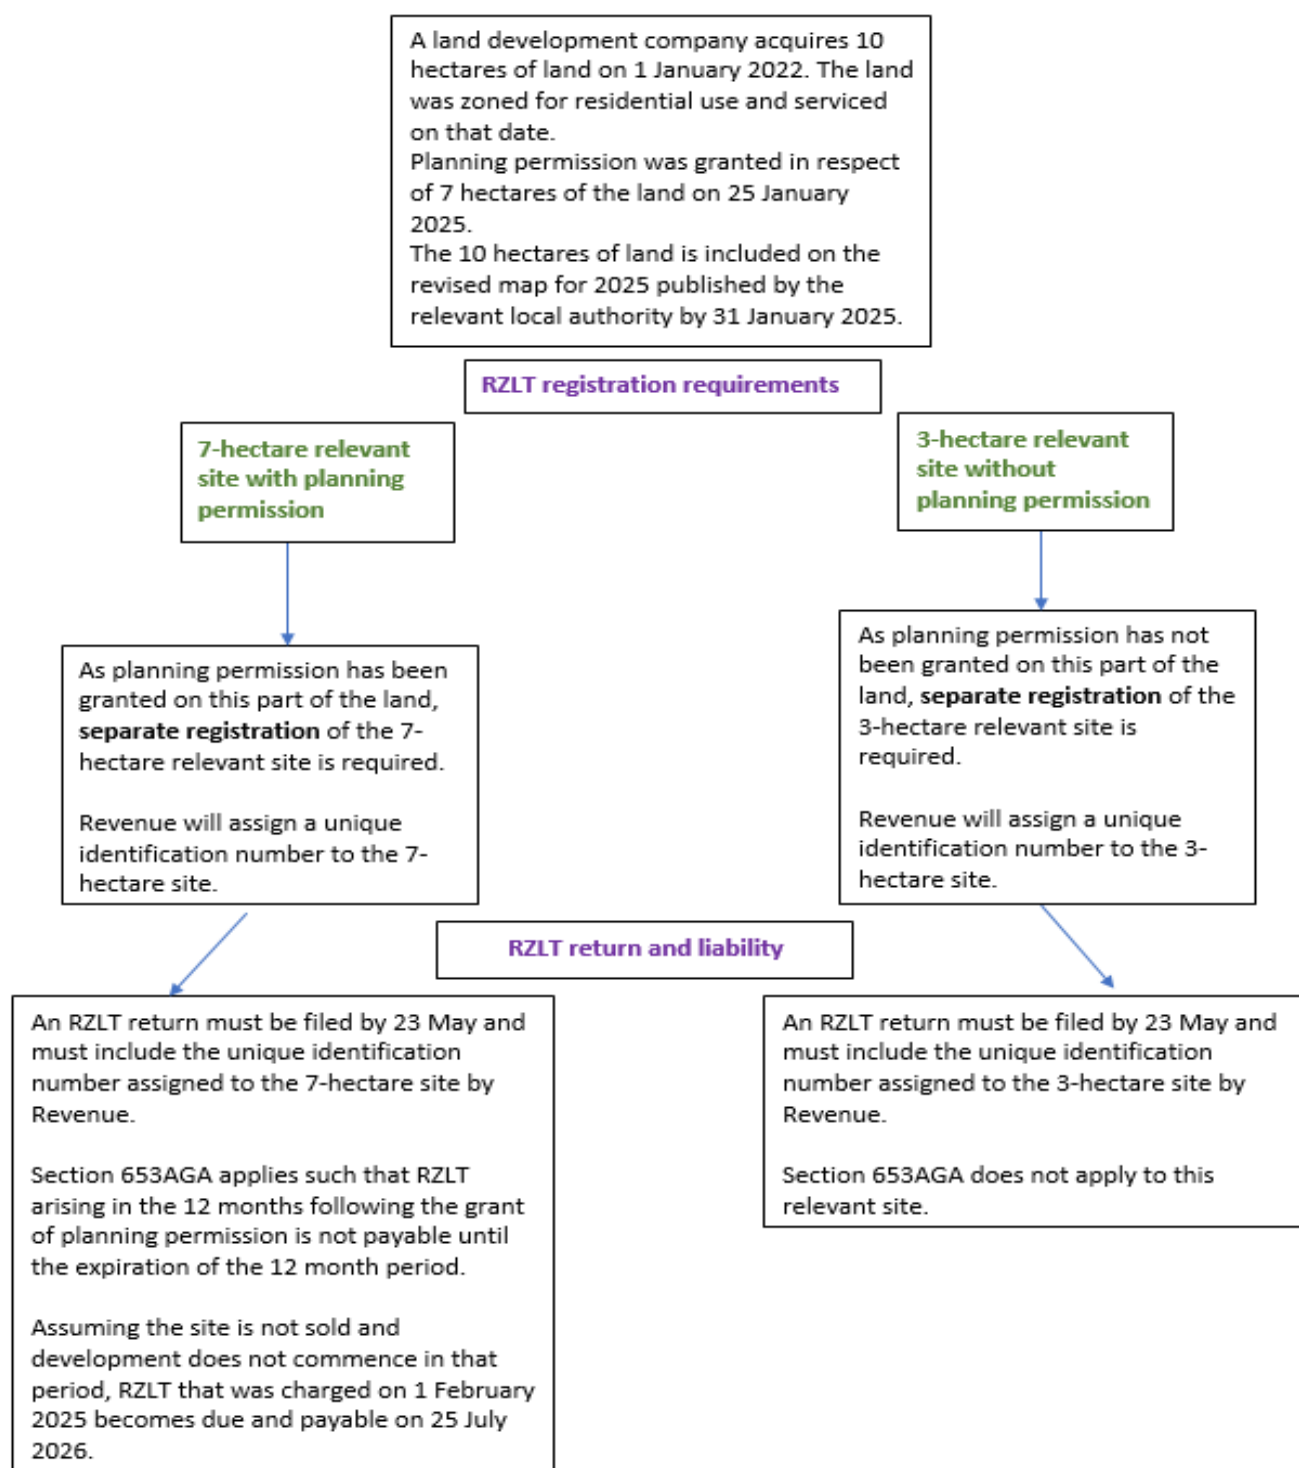 A land development company acquires 10
hectares of land on 1 January 2022. The land
was zoned for residential use and serviced
on that date.
Planning permission was granted in respect
of 7 hectares of the land on 25 January
2025.
The 10 hectares of land is included on the
revised map for 2025 published by the
relevant local authority by 31 January 2025.
RZLT registration requirements
7-hectare relevant
site with planning
permission
3-hectare relevant
site without
planning permission
As planning permission has been
granted on this part of the land,
separate registration of the 7-
hectare relevant site is required.
Revenue will assign a unique
identification number to the 7-
hectare site.
As planning permission has not
been granted on this part of the
land, separate registration of the
3-hectare relevant site is
required.
Revenue will assign a unique
identification number to the 3-
hectare site.
RZLT return and liability
An RZLT return must be filed by 23 May and
must include the unique identification
number assigned to the 7-hectare site by
Revenue.
Section 653AGA applies such that RZLT
arising in the 12 months following the grant
of planning permission is not payable until
the expiration of the 12 month period.
Assuming the site is not sold and
development does not commence in that
period, RZLT that was charged on 1 February
2025 becomes due and payable on 25 July
2026.
An RZLT return must be filed by 23 May and
must include the unique identification
number assigned to the 3-hectare site by
Revenue.
Section 653AGA does not apply to this
relevant site.